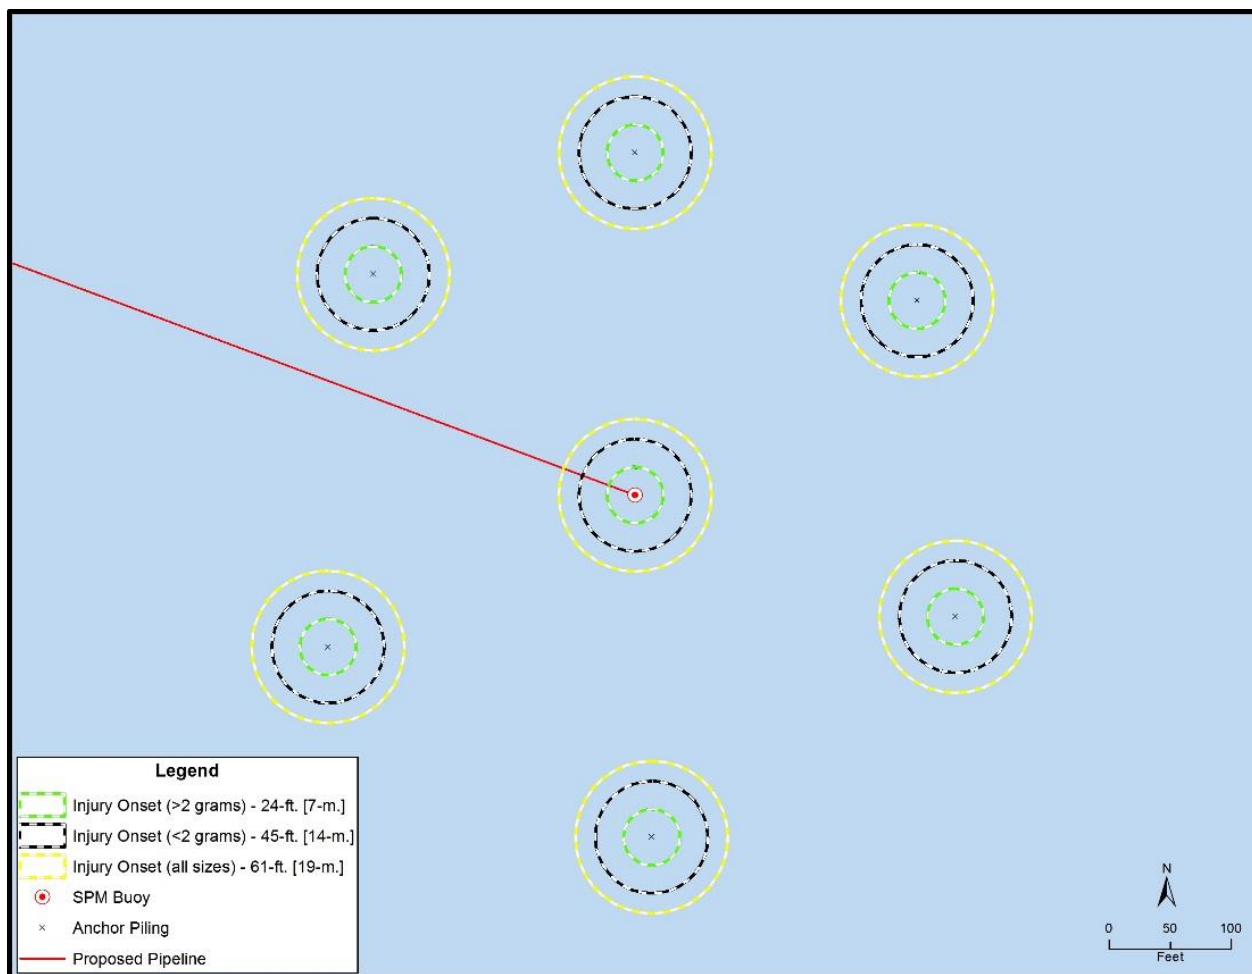 Legend
Injury Onset (>2 grams) - 24-ft. [7-m.]
Injury Onset (<2 grams) - 45-ft. [14-m.]
Injury Onset (all sizes) - 61-ft. [19-m.]
SPM Buoy
Anchor Piling
Proposed Pipeline
N
0 50 100
Feet